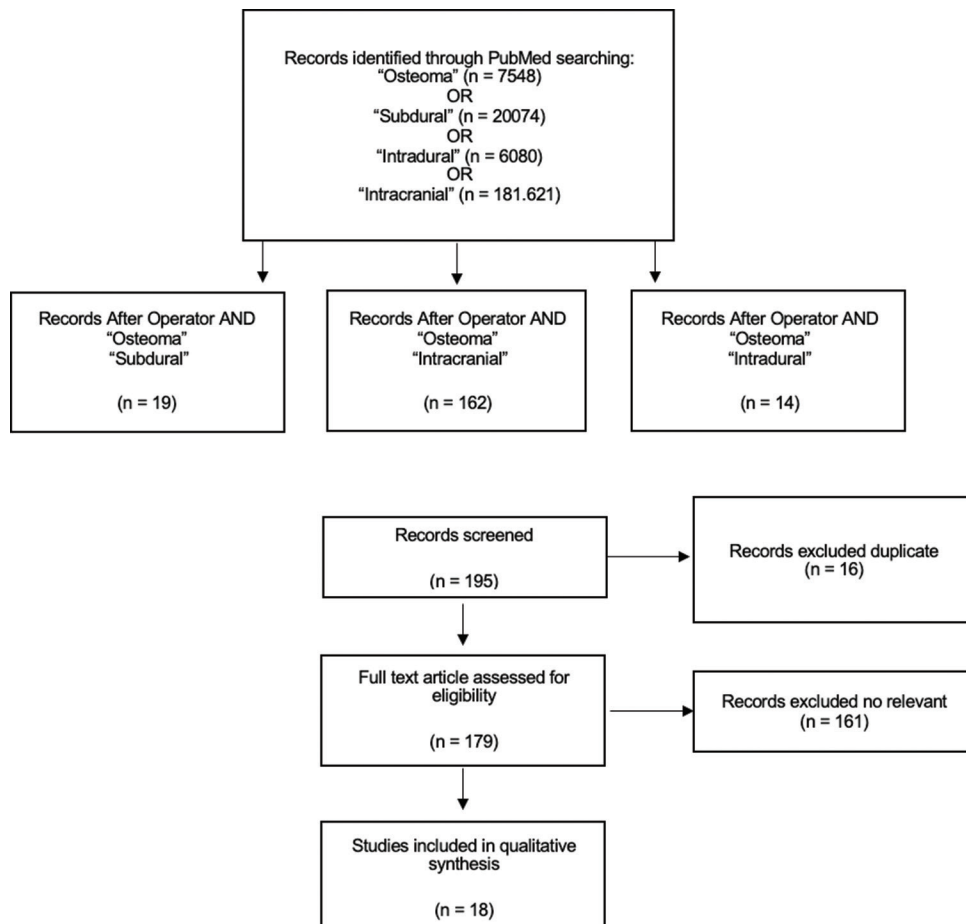 Records identified through PubMed searching:
“Osteoma” (n = 7548)
OR
“Subdural” (n = 20074)
OR
“Intradural” (n = 6080)
OR
“Intracranial” (n = 181.621)
Records After Operator AND
“Osteoma”
“Subdural”
(n = 19)
Records After Operator AND
“Osteoma”
“Intracranial”
(n = 162)
Records After Operator AND
“Osteoma”
“Intradural”
(n = 14)
Records screened
(n = 195)
Records excluded duplicate
(n = 16)
Full text article assessed for
eligibility
(n = 179)
Records excluded no relevant
(n = 161)
Studies included in qualitative
synthesis
(n = 18)